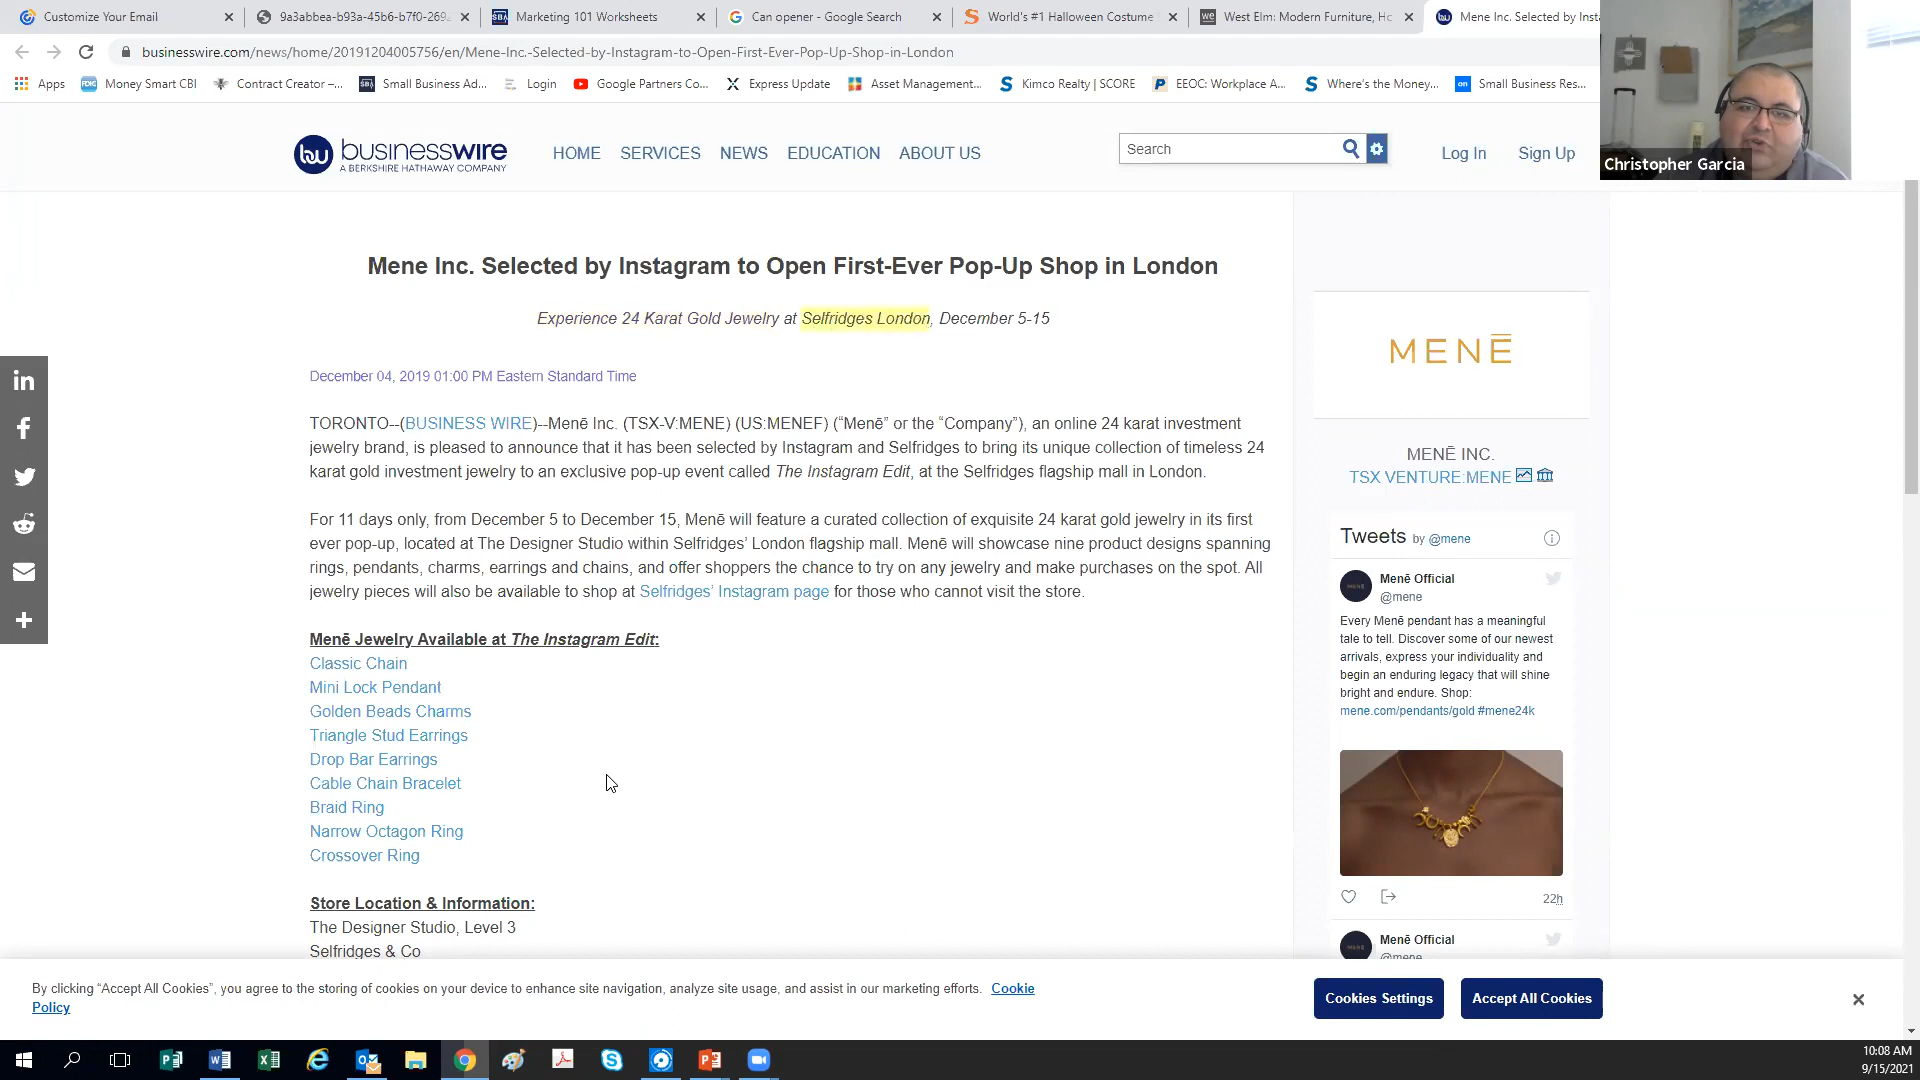 Customize Your Email
9a3abbea-b93a-45b6-b7f0-269
Marketing 101 Worksheets
Can opener - Google Search
World's #1 Halloween Costume
West Elm: Modern Furniture, Ho
Mene Inc. Selected by Inst
businesswire.com/news/home/20191204005756/en/Mene-Inc.-Selected-by-Instagram-to-Open-First-Ever-Pop-Up-Shop-in-London
Apps
Money Smart CBI
Contract Creator –...
Small Business Ad...
Login
Google Partners Co...
Express Update
Asset Management...
Kimco Realty | SCORE
EEOC: Workplace A...
Where's the Money...
Small Business Res...
Christopher Garcia
bw businesswire
A BERKSHIRE HATHAWAY COMPANY
HOME SERVICES NEWS EDUCATION ABOUT US
Search
Log In
Sign Up
Mene Inc. Selected by Instagram to Open First-Ever Pop-Up Shop in London
Experience 24 Karat Gold Jewelry at Selfridges London, December 5-15
December 04, 2019 01:00 PM Eastern Standard Time
TORONTO--(BUSINESS WIRE)--Menē Inc. (TSX-V:MENE) (US:MENEF) (“Menē” or the “Company”), an online 24 karat investment
jewelry brand, is pleased to announce that it has been selected by Instagram and Selfridges to bring its unique collection of timeless 24
karat gold investment jewelry to an exclusive pop-up event called The Instagram Edit, at the Selfridges flagship mall in London.
For 11 days only, from December 5 to December 15, Menē will feature a curated collection of exquisite 24 karat gold jewelry in its first
ever pop-up, located at The Designer Studio within Selfridges’ London flagship mall. Menē will showcase nine product designs spanning
rings, pendants, charms, earrings and chains, and offer shoppers the chance to try on any jewelry and make purchases on the spot. All
jewelry pieces will also be available to shop at Selfridges’ Instagram page for those who cannot visit the store.
Menē Jewelry Available at The Instagram Edit:
Classic Chain
Mini Lock Pendant
Golden Beads Charms
Triangle Stud Earrings
Drop Bar Earrings
Cable Chain Bracelet
Braid Ring
Narrow Octagon Ring
Crossover Ring
Store Location & Information:
The Designer Studio, Level 3
Selfridges & Co
MENĒ
MENĒ INC.
TSX VENTURE:MENE
Tweets by @mene
Menē Official
@mene
Every Menē pendant has a meaningful
tale to tell. Discover some of our newest
arrivals, express your individuality and
begin an enduring legacy that will shine
bright and endure. Shop:
mene.com/pendants/gold #mene24k
22h
Menē Official
@mene
By clicking “Accept All Cookies”, you agree to the storing of cookies on your device to enhance site navigation, analyze site usage, and assist in our marketing efforts. Cookie
Policy
Cookies Settings
Accept All Cookies
10:08 AM
9/15/2021